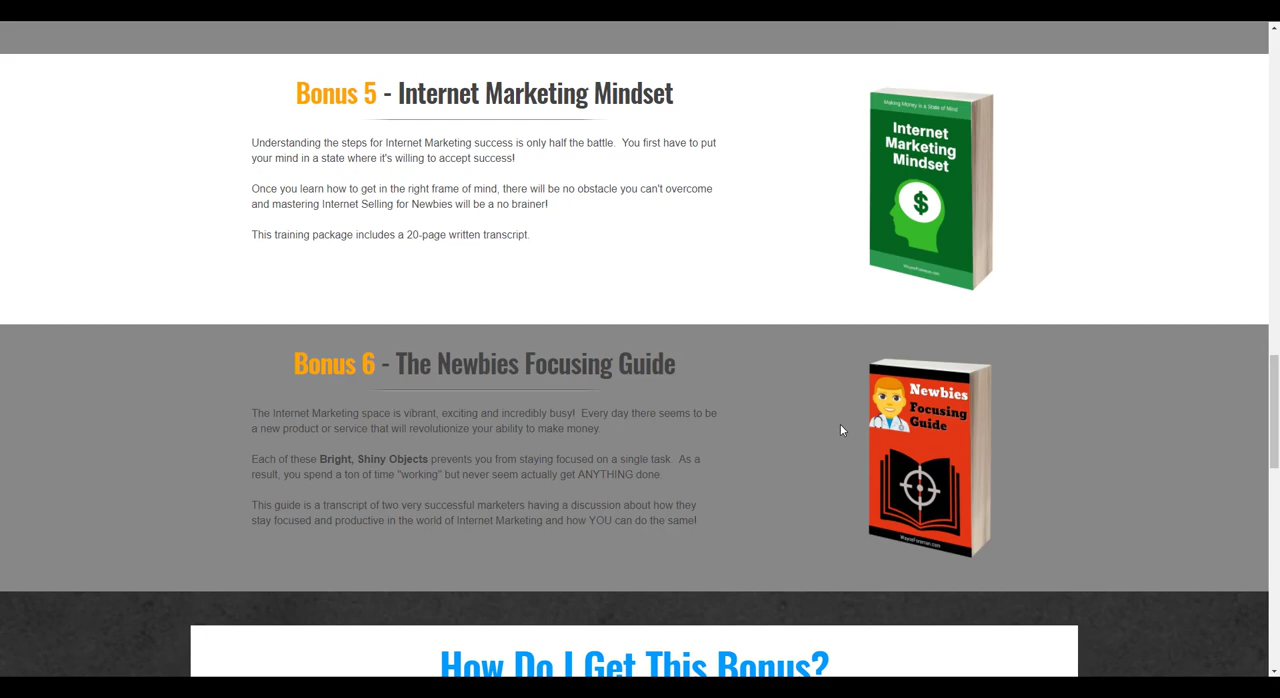 Bonus 5 - Internet Marketing Mindset
Understanding the steps for Internet Marketing success is only half the battle.  You first have to put
your mind in a state where it's willing to accept success!
Once you learn how to get in the right frame of mind, there will be no obstacle you can't overcome
and mastering Internet Selling for Newbies will be a no brainer!
This training package includes a 20-page written transcript.
Making Money is a State of Mind
Internet
Marketing
Mindset
$
WayneForeman.com
Bonus 6 - The Newbies Focusing Guide
The Internet Marketing space is vibrant, exciting and incredibly busy!  Every day there seems to be
a new product or service that will revolutionize your ability to make money.
Each of these Bright, Shiny Objects prevents you from staying focused on a single task.  As a
result, you spend a ton of time "working" but never seem actually get ANYTHING done.
This guide is a transcript of two very successful marketers having a discussion about how they
stay focused and productive in the world of Internet Marketing and how YOU can do the same!
Newbies
Focusing
Guide
WayneForeman.com
How Do I Get This Bonus?